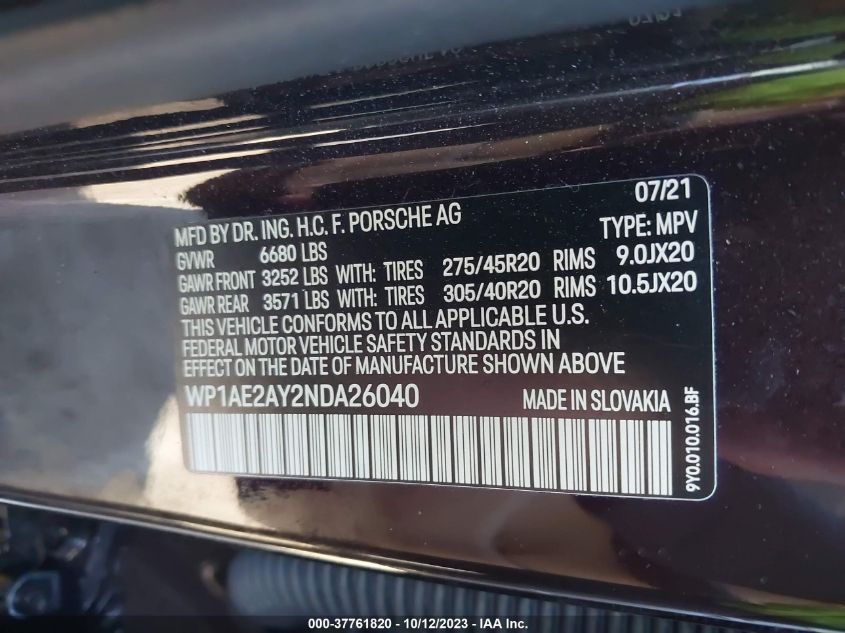 07/21
MFD BY DR. ING. H.C. F. PORSCHE AG TYPE: MPV
GVWR 6680 LBS
GAWR FRONT 3252 LBS WITH: TIRES 275/45R20 RIMS 9.0JX20
GAWR REAR 3571 LBS WITH: TIRES 305/40R20 RIMS 10.5JX20
THIS VEHICLE CONFORMS TO ALL APPLICABLE U.S.
FEDERAL MOTOR VEHICLE SAFETY STANDARDS IN
EFFECT ON THE DATE OF MANUFACTURE SHOWN ABOVE
WP1AE2AY2NDA26040 MADE IN SLOVAKIA
9Y0.010.016.BF
000-37761820 - 10/12/2023 - IAA Inc.